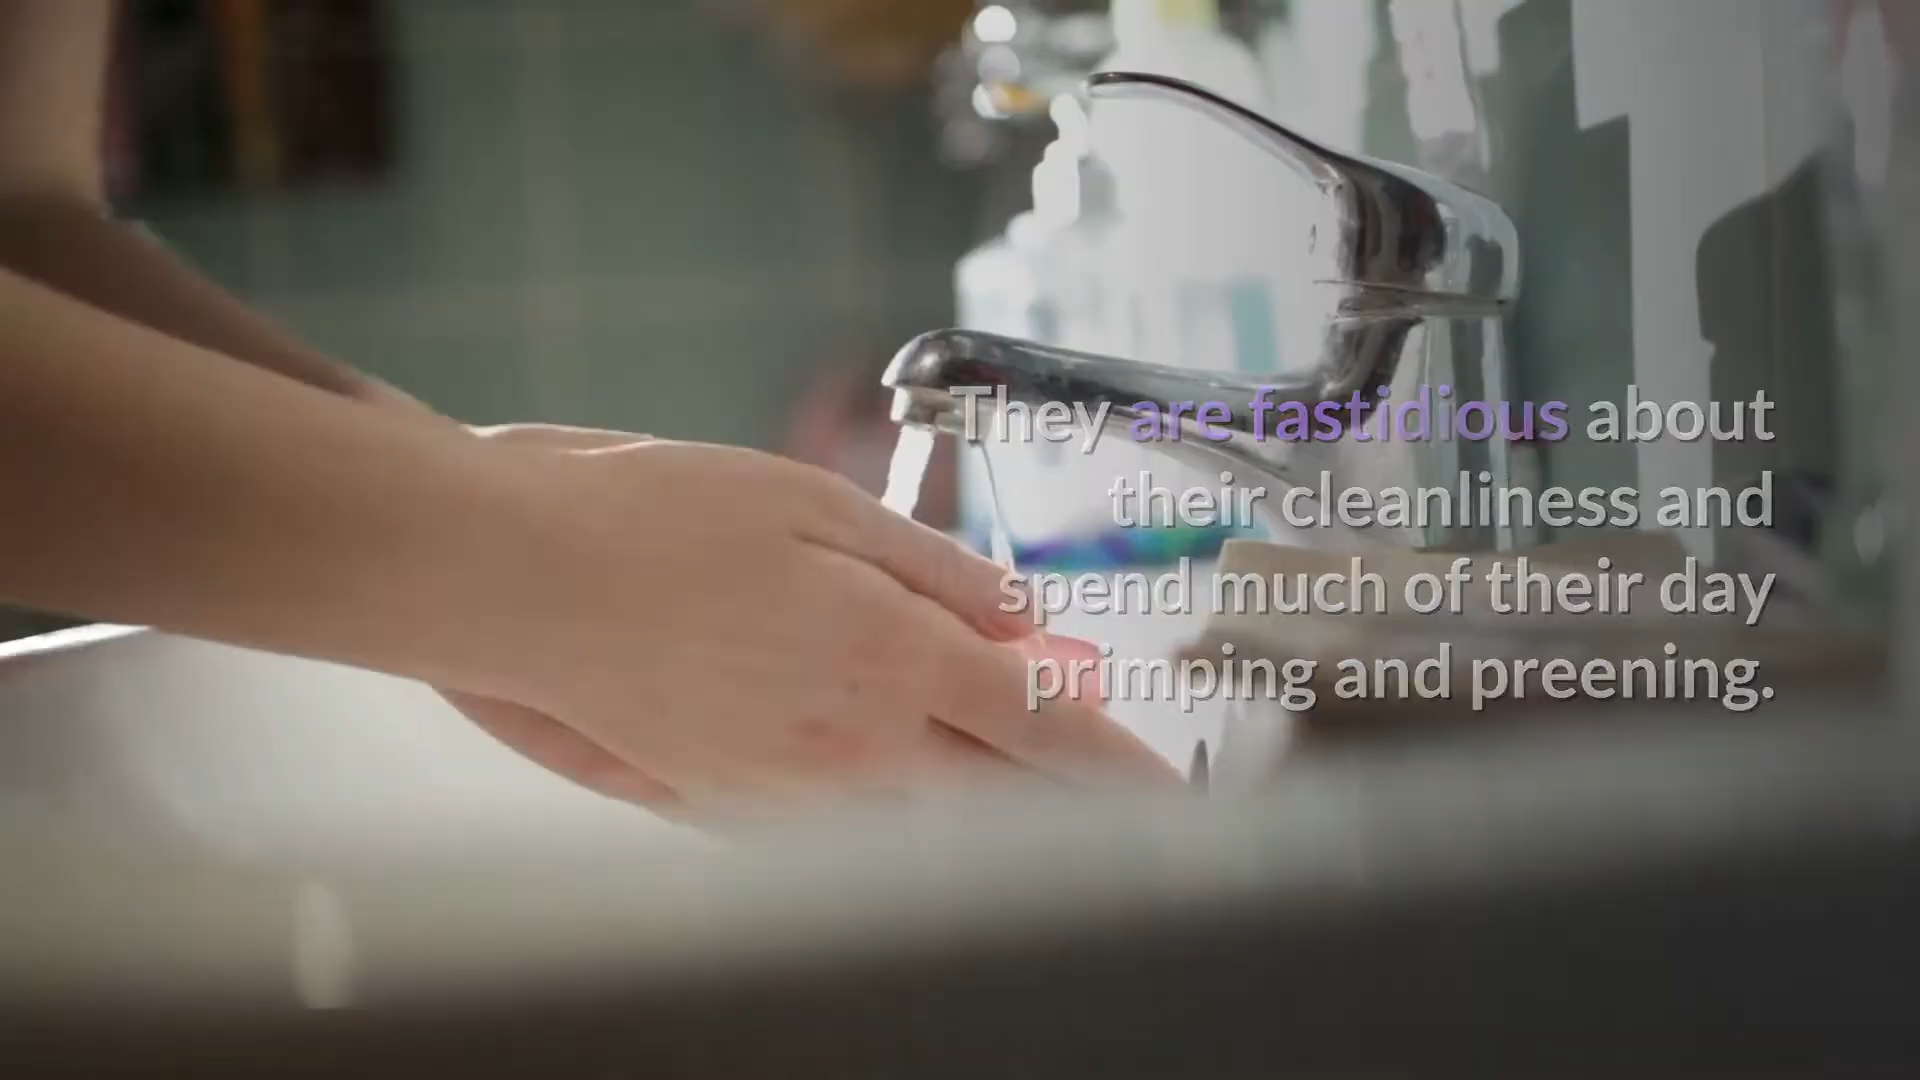 They are fastidious about
their cleanliness and
spend much of their day
primping and preening.